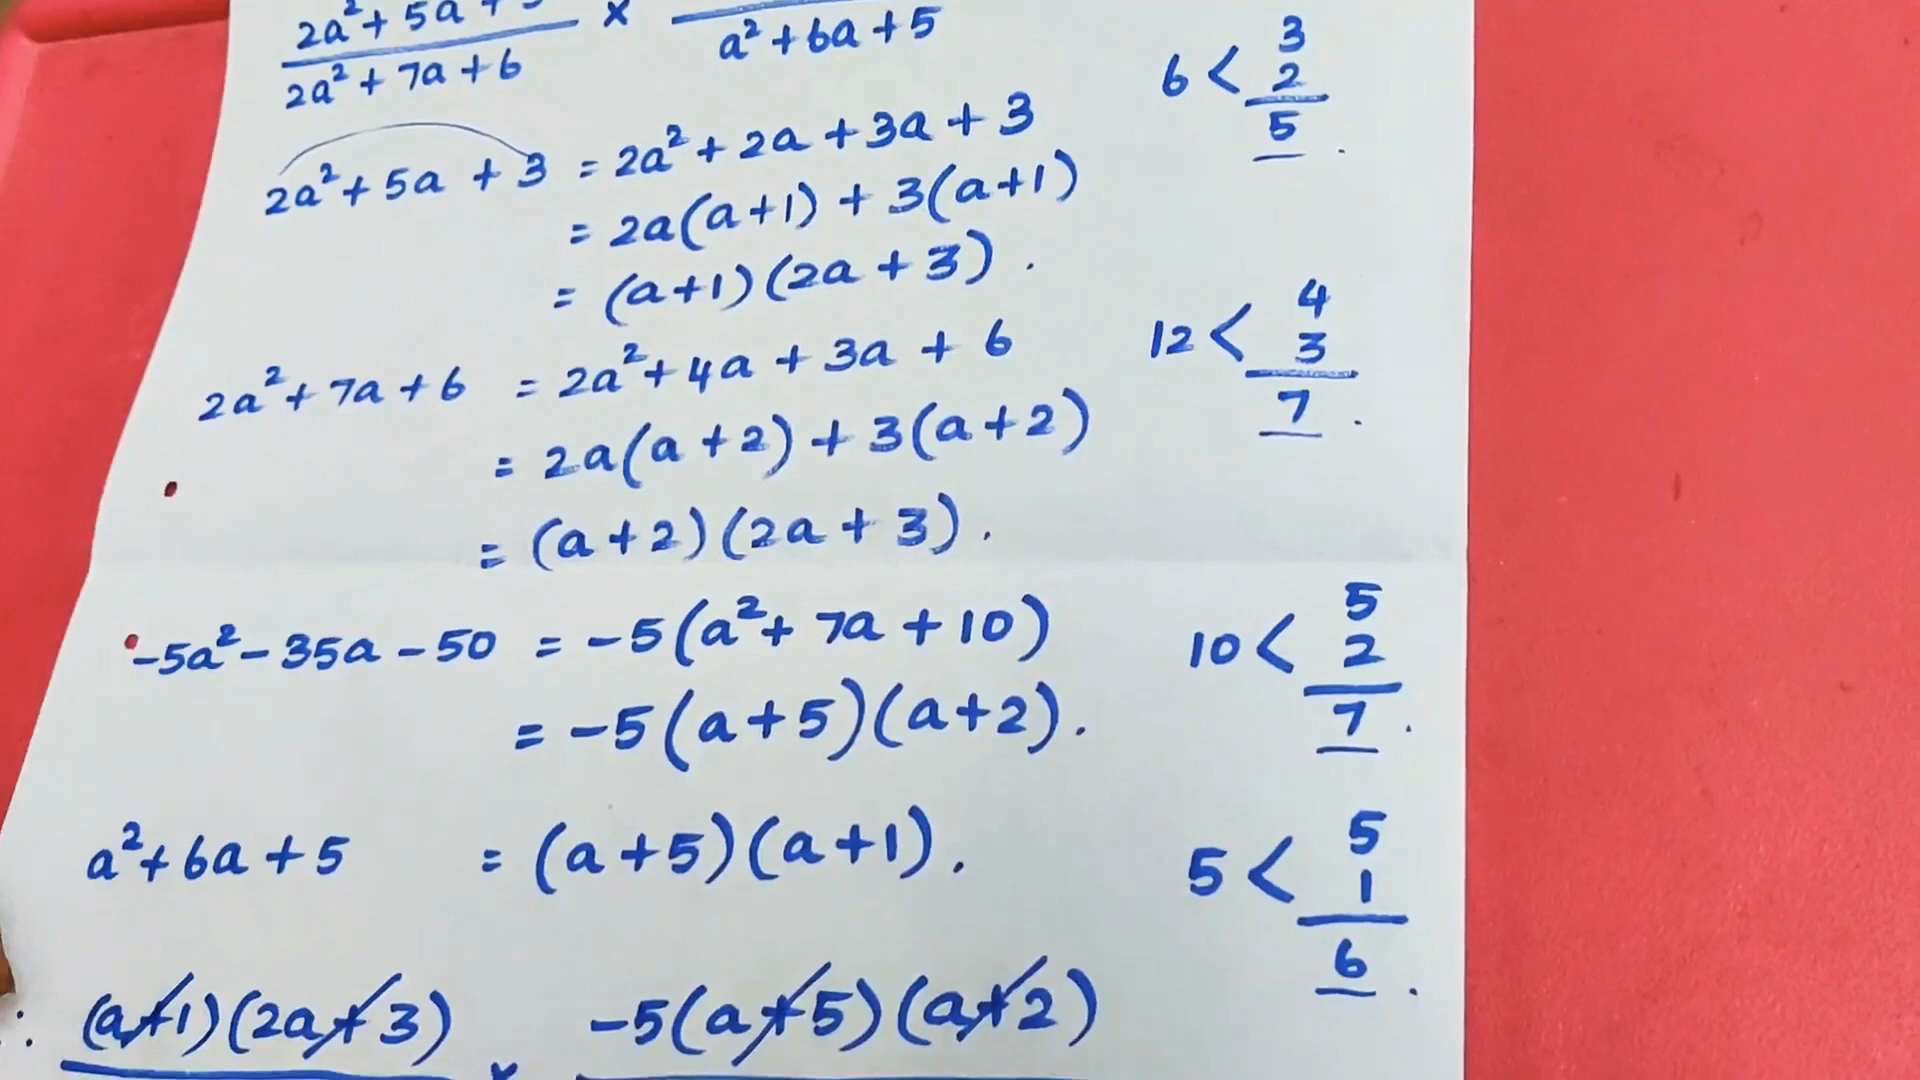 2a² + 5a +
2a² + 7a + 6
×
a² + 6a + 5
6 < 3
2
5
2a² + 5a + 3 = 2a² + 2a + 3a + 3
= 2a(a+1) + 3(a+1)
= (a+1)(2a+3).
2a² + 7a + 6 = 2a² + 4a + 3a + 6
12 < 4
3
7.
= 2a(a+2) + 3(a+2)
= (a+2)(2a+3).
-5a² - 35a - 50 = -5(a² + 7a + 10)
10 < 5
2
7.
= -5(a+5)(a+2).
a² + 6a + 5 = (a+5)(a+1).
5 < 5
1
6.
∴ (a+1)(2a+3) × -5(a+5)(a+2)